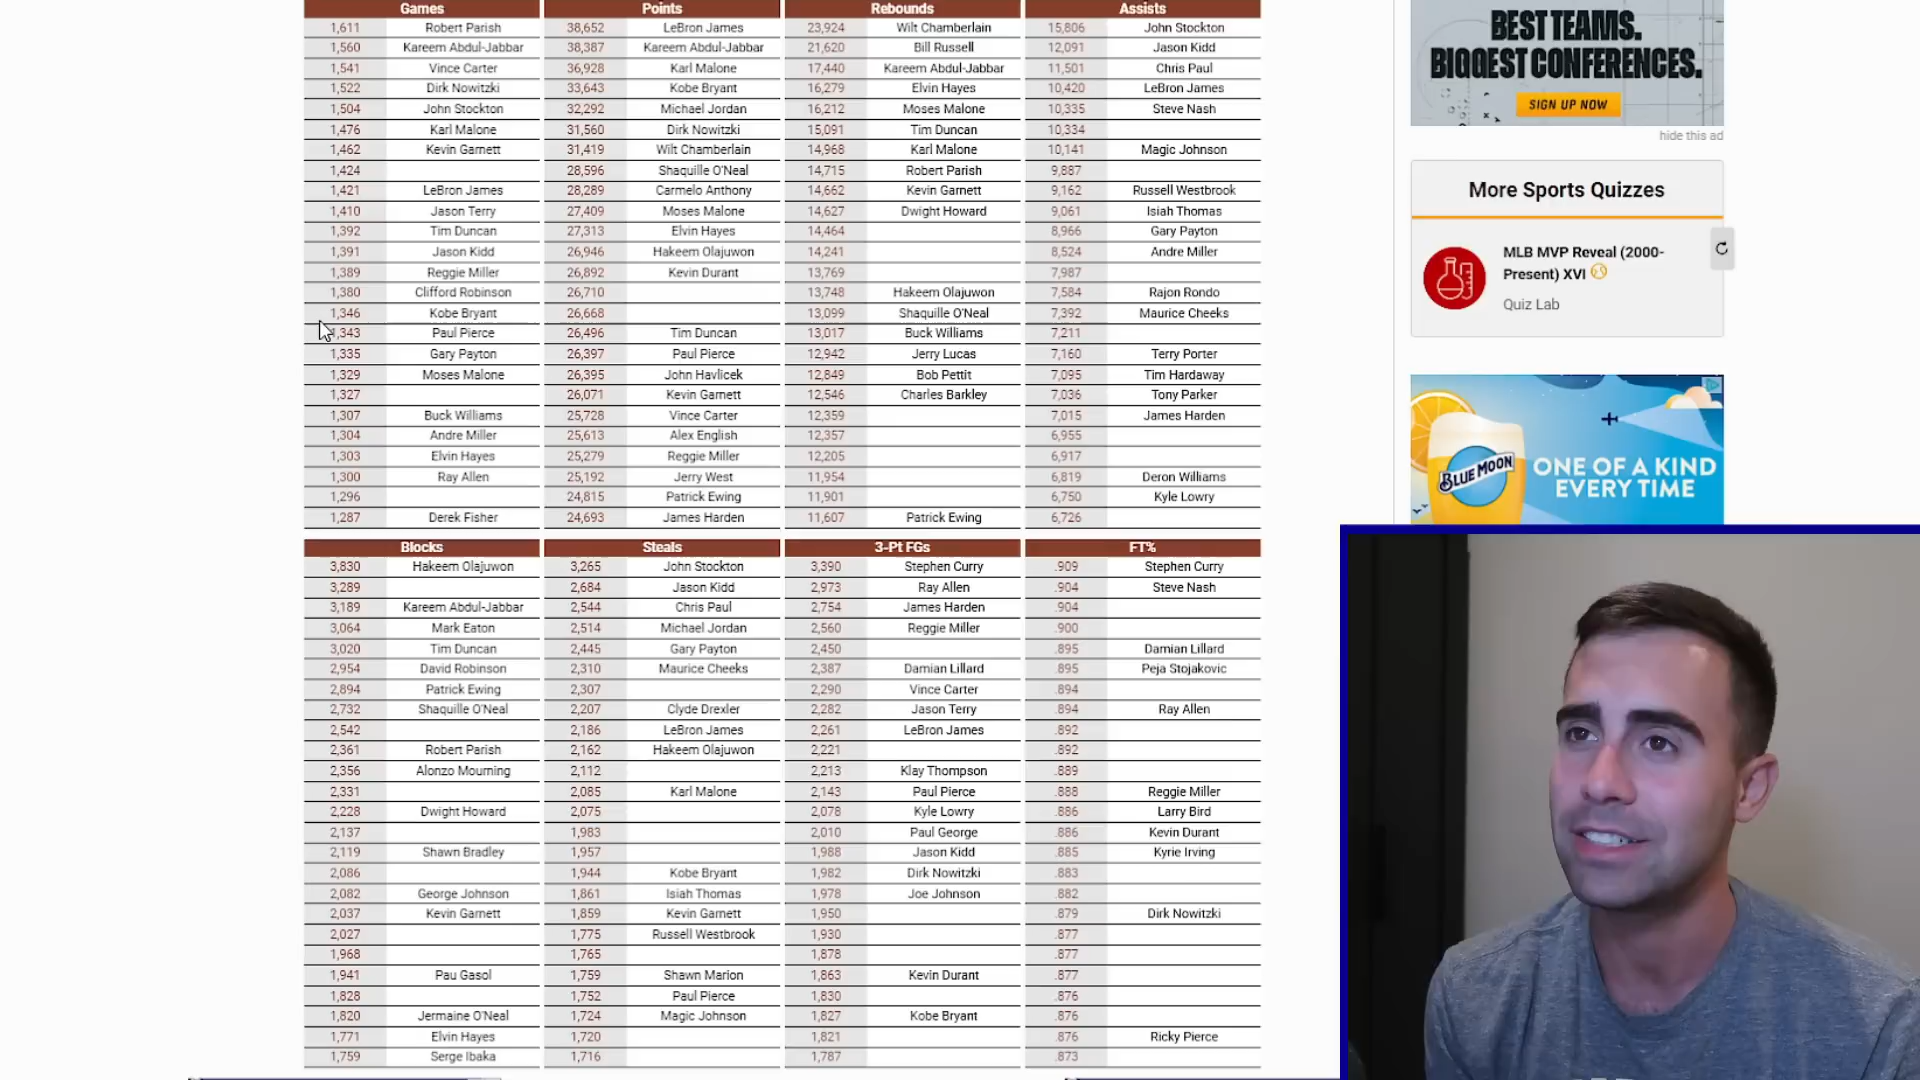 Games Points Rebounds Assists
1,611 Robert Parish 38,652 LeBron James 23,924 Wilt Chamberlain 15,806 John Stockton
1,560 Kareem Abdul-Jabbar 38,387 Kareem Abdul-Jabbar 21,620 Bill Russell 12,091 Jason Kidd
1,541 Vince Carter 36,928 Karl Malone 17,440 Kareem Abdul-Jabbar 11,501 Chris Paul
1,522 Dirk Nowitzki 33,643 Kobe Bryant 16,279 Elvin Hayes 10,420 LeBron James
1,504 John Stockton 32,292 Michael Jordan 16,212 Moses Malone 10,335 Steve Nash
1,476 Karl Malone 31,560 Dirk Nowitzki 15,091 Tim Duncan 10,334
1,462 Kevin Garnett 31,419 Wilt Chamberlain 14,968 Karl Malone 10,141 Magic Johnson
1,424 28,596 Shaquille O'Neal 14,715 Robert Parish 9,887
1,421 LeBron James 28,289 Carmelo Anthony 14,662 Kevin Garnett 9,162 Russell Westbrook
1,410 Jason Terry 27,409 Moses Malone 14,627 Dwight Howard 9,061 Isiah Thomas
1,392 Tim Duncan 27,313 Elvin Hayes 14,464 8,966 Gary Payton
1,391 Jason Kidd 26,946 Hakeem Olajuwon 14,241 8,524 Andre Miller
1,389 Reggie Miller 26,892 Kevin Durant 13,769 7,987
1,380 Clifford Robinson 26,710 13,748 Hakeem Olajuwon 7,584 Rajon Rondo
1,346 Kobe Bryant 26,668 13,099 Shaquille O'Neal 7,392 Maurice Cheeks
1,343 Paul Pierce 26,496 Tim Duncan 13,017 Buck Williams 7,211
1,335 Gary Payton 26,397 Paul Pierce 12,942 Jerry Lucas 7,160 Terry Porter
1,329 Moses Malone 26,395 John Havlicek 12,849 Bob Pettit 7,095 Tim Hardaway
1,327 26,071 Kevin Garnett 12,546 Charles Barkley 7,036 Tony Parker
1,307 Buck Williams 25,728 Vince Carter 12,359 7,015 James Harden
1,304 Andre Miller 25,613 Alex English 12,357 6,955
1,303 Elvin Hayes 25,279 Reggie Miller 12,205 6,917
1,300 Ray Allen 25,192 Jerry West 11,954 6,819 Deron Williams
1,296 24,815 Patrick Ewing 11,901 6,750 Kyle Lowry
1,287 Derek Fisher 24,693 James Harden 11,607 Patrick Ewing 6,726
Blocks Steals 3-Pt FGs FT%
3,830 Hakeem Olajuwon 3,265 John Stockton 3,390 Stephen Curry .909 Stephen Curry
3,289 2,684 Jason Kidd 2,973 Ray Allen .904 Steve Nash
3,189 Kareem Abdul-Jabbar 2,544 Chris Paul 2,754 James Harden .904
3,064 Mark Eaton 2,514 Michael Jordan 2,560 Reggie Miller .900
3,020 Tim Duncan 2,445 Gary Payton 2,450 .895 Damian Lillard
2,954 David Robinson 2,310 Maurice Cheeks 2,387 Damian Lillard .895 Peja Stojakovic
2,894 Patrick Ewing 2,307 2,290 Vince Carter .894
2,732 Shaquille O'Neal 2,207 Clyde Drexler 2,282 Jason Terry .894 Ray Allen
2,542 2,186 LeBron James 2,261 LeBron James .892
2,361 Robert Parish 2,162 Hakeem Olajuwon 2,221 .892
2,356 Alonzo Mourning 2,112 2,213 Klay Thompson .889
2,331 2,085 Karl Malone 2,143 Paul Pierce .888 Reggie Miller
2,228 Dwight Howard 2,075 2,078 Kyle Lowry .886 Larry Bird
2,137 1,983 2,010 Paul George .886 Kevin Durant
2,119 Shawn Bradley 1,957 1,988 Jason Kidd .885 Kyrie Irving
2,086 1,944 Kobe Bryant 1,982 Dirk Nowitzki .883
2,082 George Johnson 1,861 Isiah Thomas 1,978 Joe Johnson .882
2,037 Kevin Garnett 1,859 Kevin Garnett 1,950 .879 Dirk Nowitzki
2,027 1,775 Russell Westbrook 1,930 .877
1,968 1,765 1,878 .877
1,941 Pau Gasol 1,759 Shawn Marion 1,863 Kevin Durant .877
1,828 1,752 Paul Pierce 1,830 .876
1,820 Jermaine O'Neal 1,724 Magic Johnson 1,827 Kobe Bryant .876
1,771 Elvin Hayes 1,720 1,821 .876 Ricky Pierce
1,759 Serge Ibaka 1,716 1,787 .873
BEST TEAMS.
BIGGEST CONFERENCES.
SIGN UP NOW
hide this ad
More Sports Quizzes
MLB MVP Reveal (2000-
Present) XVI
Quiz Lab
BLUE MOON
ONE OF A KIND
EVERY TIME